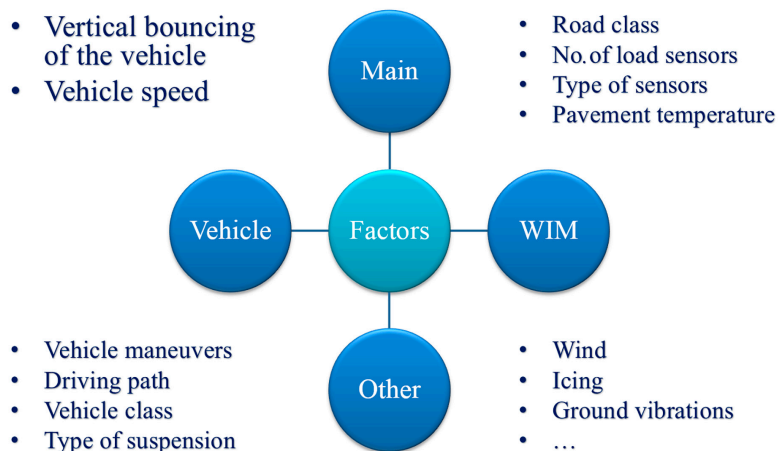 • Vertical bouncing
of the vehicle
• Vehicle speed
Main
• Road class
• No. of load sensors
• Type of sensors
• Pavement temperature
Vehicle
Factors
WIM
• Vehicle maneuvers
• Driving path
• Vehicle class
• Type of suspension
Other
• Wind
• Icing
• Ground vibrations
• …